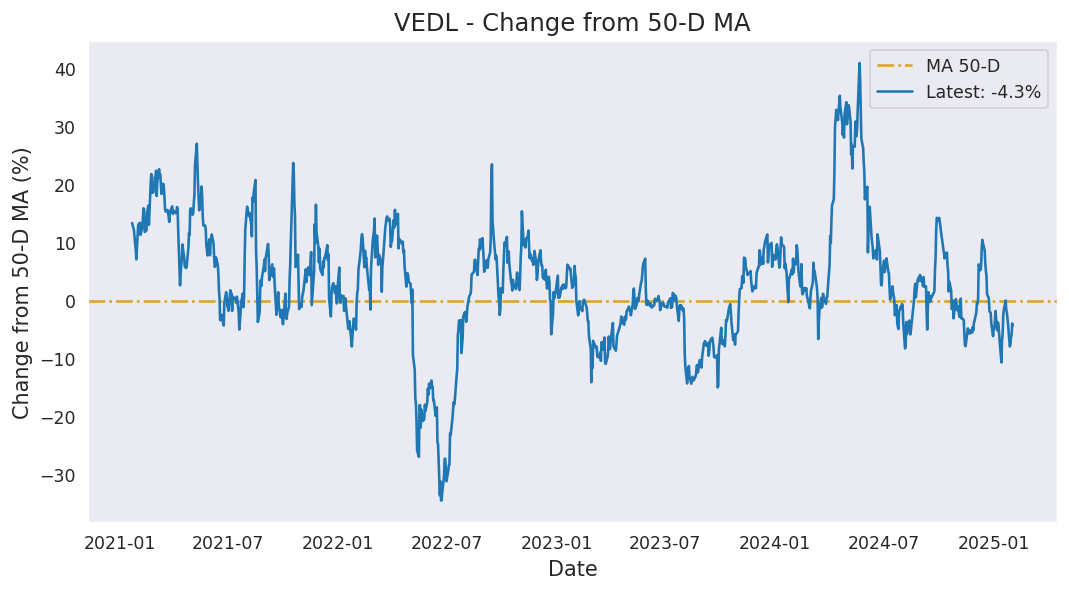 VEDL - Change from 50-D MA
Change from 50-D MA (%)
40
30
20
10
0
−10
−20
−30
MA 50-D
Latest: -4.3%
2021-01 2021-07 2022-01 2022-07 2023-01 2023-07 2024-01 2024-07 2025-01
Date